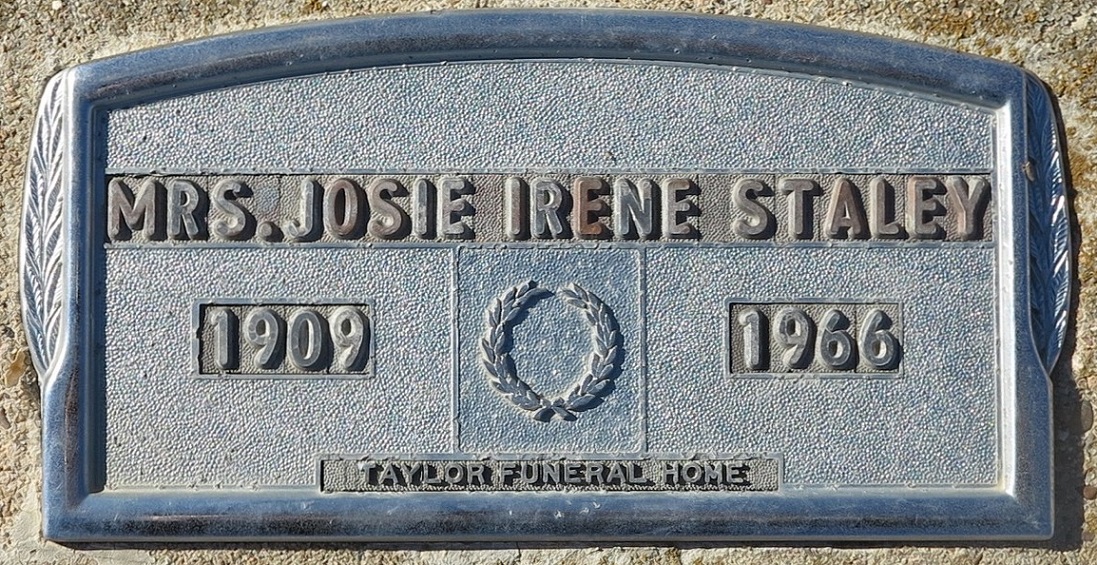 MRS. JOSIE IRENE STALEY
1909 1966
TAYLOR FUNERAL HOME